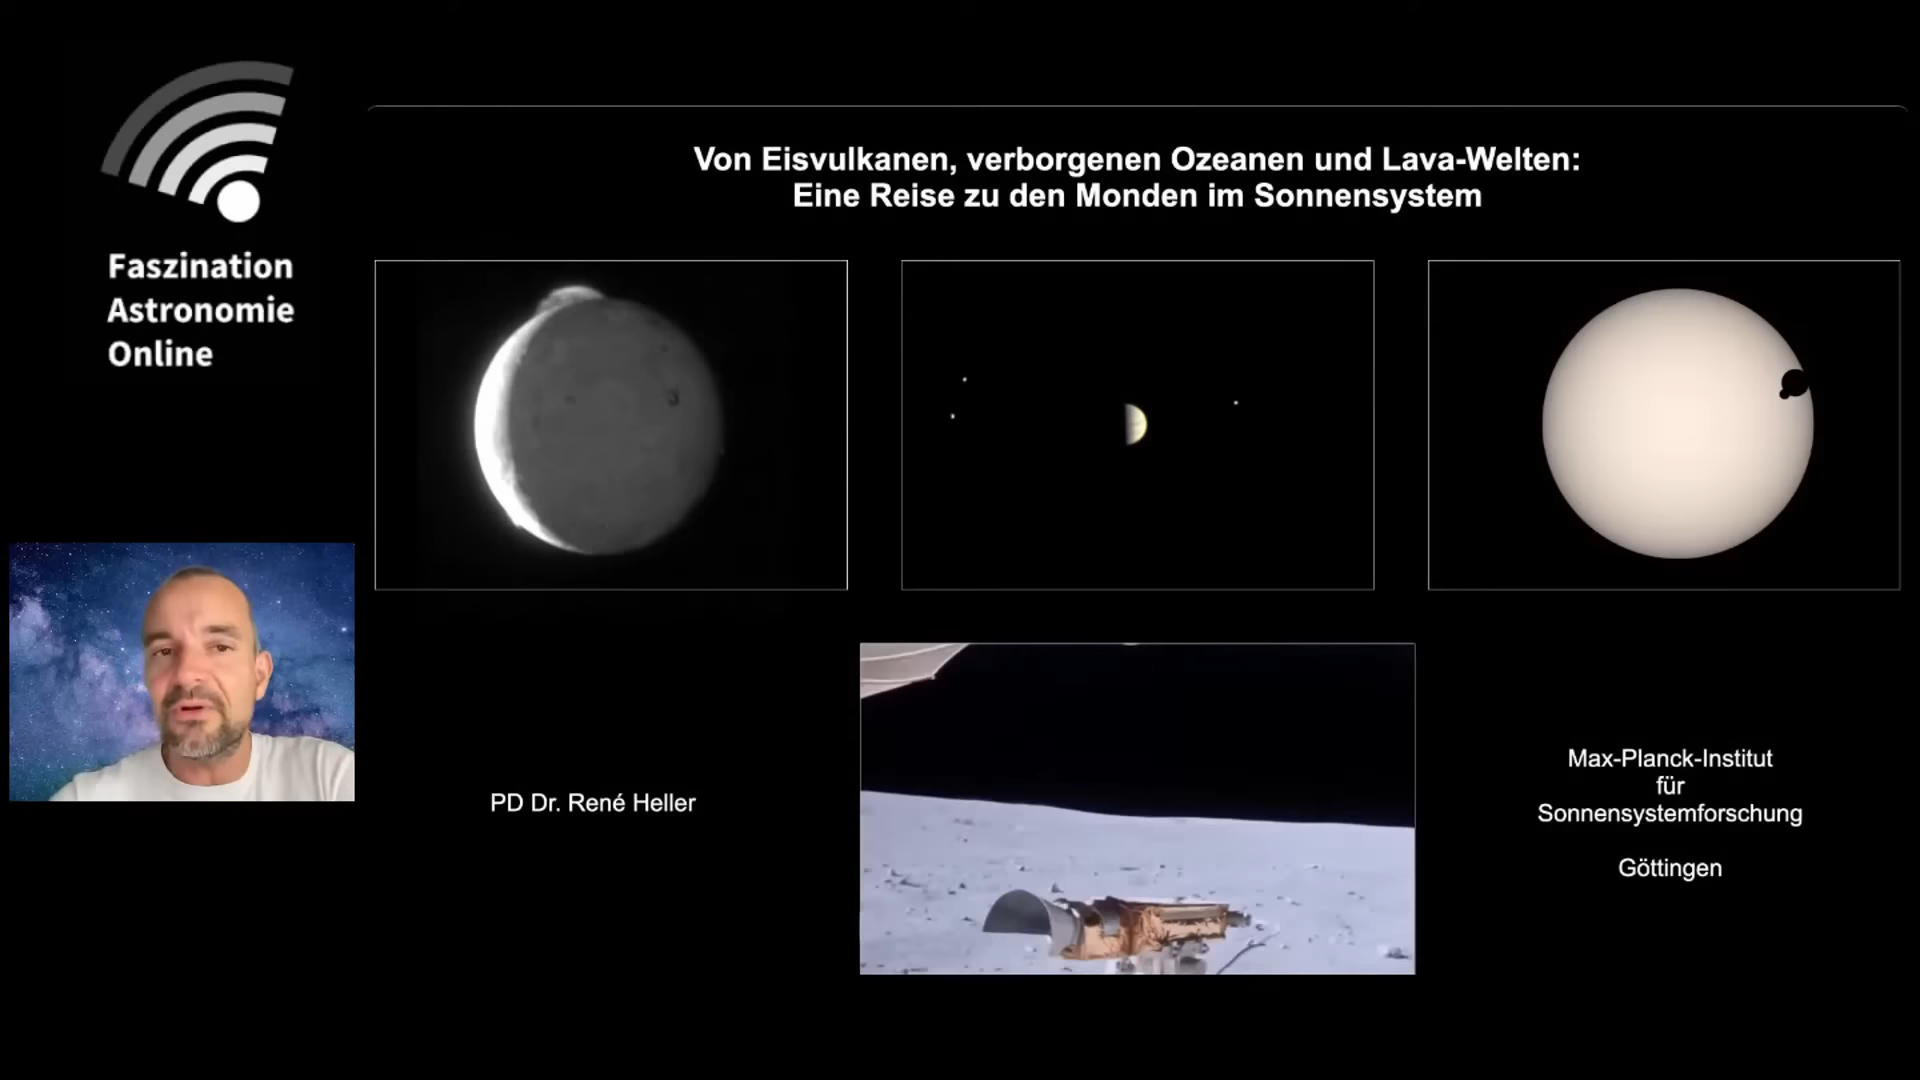 Faszination
Astronomie
Online
Von Eisvulkanen, verborgenen Ozeanen und Lava-Welten:
Eine Reise zu den Monden im Sonnensystem
PD Dr. René Heller
Max-Planck-Institut
für
Sonnensystemforschung
Göttingen